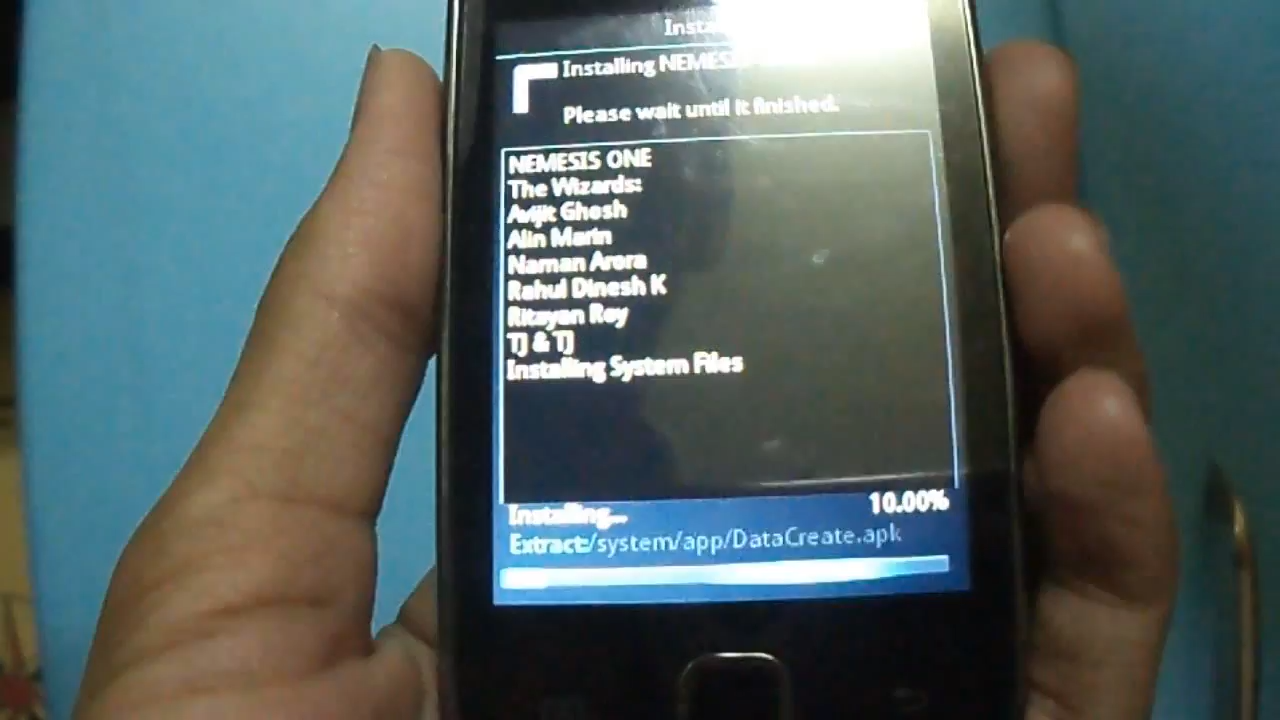 Installing NEMESIS
Please wait until it finished.
NEMESIS ONE
The Wizards:
Avijit Ghosh
Alin Marin
Naman Arora
Rahul Dinesh K
Ritayan Roy
TJ & TJ
Installing System Files
Installing... 10.00%
Extract:/system/app/DataCreate.apk